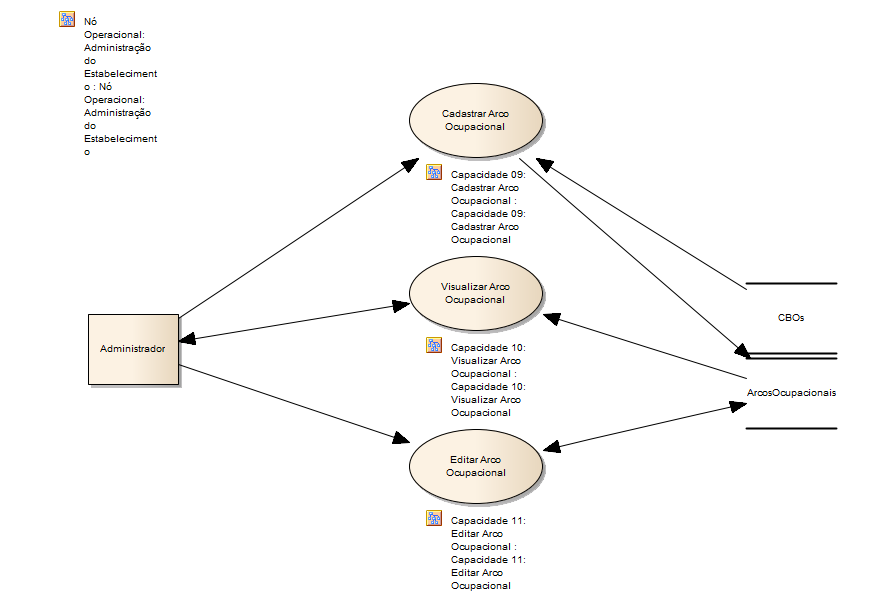 Nó
Operacional:
Administração
do
Estabeleciment
o : Nó
Operacional:
Administração
do
Estabeleciment
o
Cadastrar Arco
Ocupacional
Capacidade 09:
Cadastrar Arco
Ocupacional :
Capacidade 09:
Cadastrar Arco
Ocupacional
Visualizar Arco
Ocupacional
CBOs
Administrador
Capacidade 10:
Visualizar Arco
Ocupacional :
Capacidade 10:
Visualizar Arco
Ocupacional
ArcosOcupacionais
Editar Arco
Ocupacional
Capacidade 11:
Editar Arco
Ocupacional :
Capacidade 11:
Editar Arco
Ocupacional